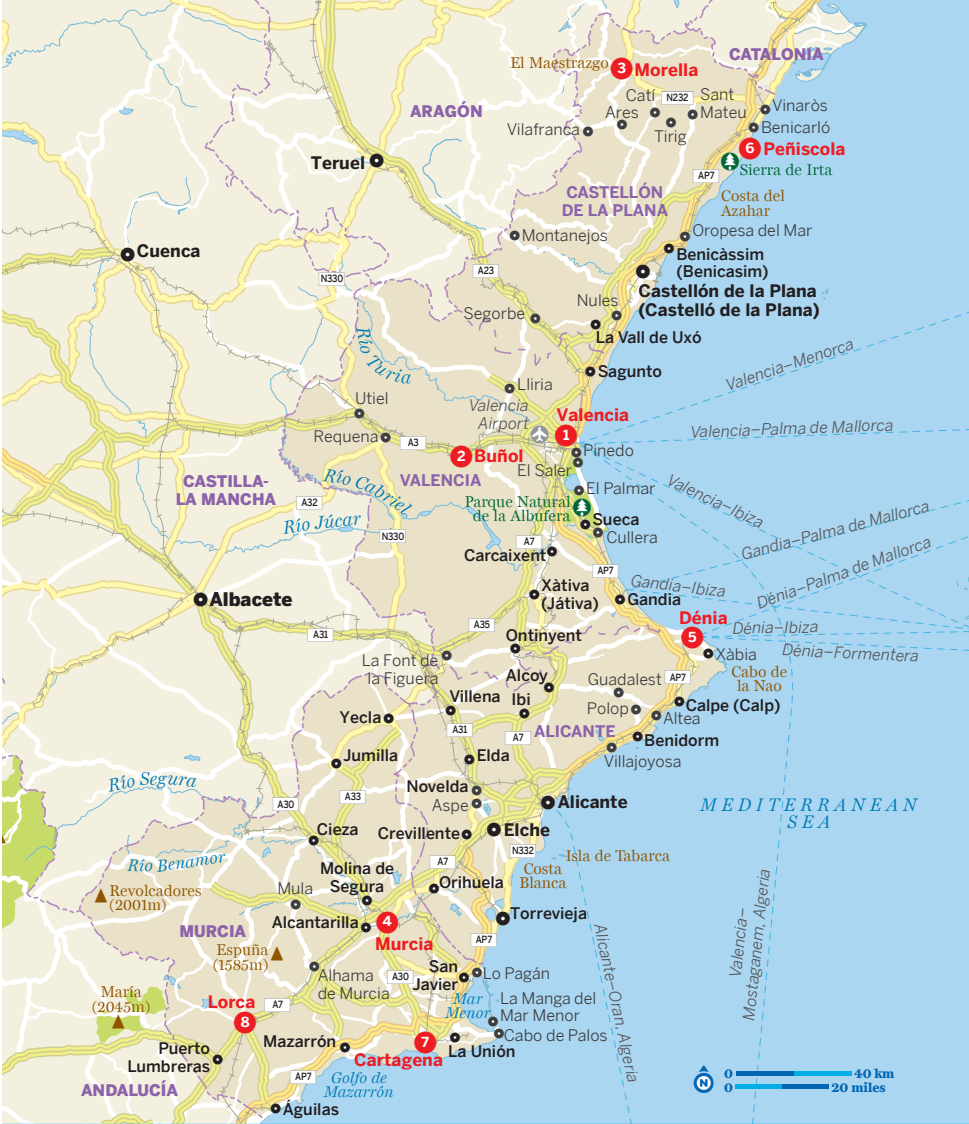 CATALONIA
El Maestrazgo
3
Morella
Catí
N232
Sant
Mateu
Ares
Tirig
Vinaròs
Vilafranca
Benicarló
ARAGÓN
6
Peñiscola
Teruel
AP7
Sierra de Irta
CASTELLÓN
DE LA PLANA
Costa del
Azahar
Montanejos
Oropesa del Mar
Cuenca
Benicàssim
(Benicasim)
A23
N330
Castellón de la Plana
(Castelló de la Plana)
Nules
Segorbe
La Vall de Uxó
Río Turia
Sagunto
Valencia–Menorca
Lliria
Utiel
Valencia
Airport
Valencia
1
Valencia–Palma de Mallorca
Requena
A3
2
Buñol
Pinedo
El Saler
VALENCIA
CASTILLA-
LA MANCHA
Río Cabriel
El Palmar
Valencia–Ibiza
A32
Parque Natural
de la Albufera
Río Júcar
Sueca
Cullera
N330
A7
Gandia–Palma de Mallorca
Carcaixent
AP7
Dénia–Palma de Mallorca
Gandia–Ibiza
Xàtiva
(Játiva)
Gandia
Albacete
Dénia
5
Dénia–Ibiza
A35
A31
Ontinyent
Dénia–Formentera
La Font de
la Figuera
Xàbia
Cabo de
la Nao
Alcoy
Guadalest
AP7
Villena
Ibi
Polop
Calpe (Calp)
Yecla
Altea
A31
A7
ALICANTE
Benidorm
Jumilla
Elda
Villajoyosa
Río Segura
Novelda
A33
Aspe
Alicante
MEDITERRANEAN
SEA
A30
Cieza
Crevillente
Elche
Río Benamor
N332
Isla de Tabarca
Molina de
Segura
A7
Costa
Blanca
Revolcadores
(2001m)
Mula
Orihuela
Alcantarilla
4
Murcia
Torrevieja
MURCIA
AP7
Espuña
(1585m)
Alicante–Oran, Algeria
Valencia–
Mostaganem, Algeria
Alhama
de Murcia
A30
San
Javier
Lo Pagán
María
(2045m)
Lorca
8
A7
Mar
Menor
La Manga del
Mar Menor
Cabo de Palos
Mazarrón
7
Cartagena
La Unión
Puerto
Lumbreras
ANDALUCÍA
AP7
Golfo de
Mazarrón
Águilas
N
0 40 km
0 20 miles